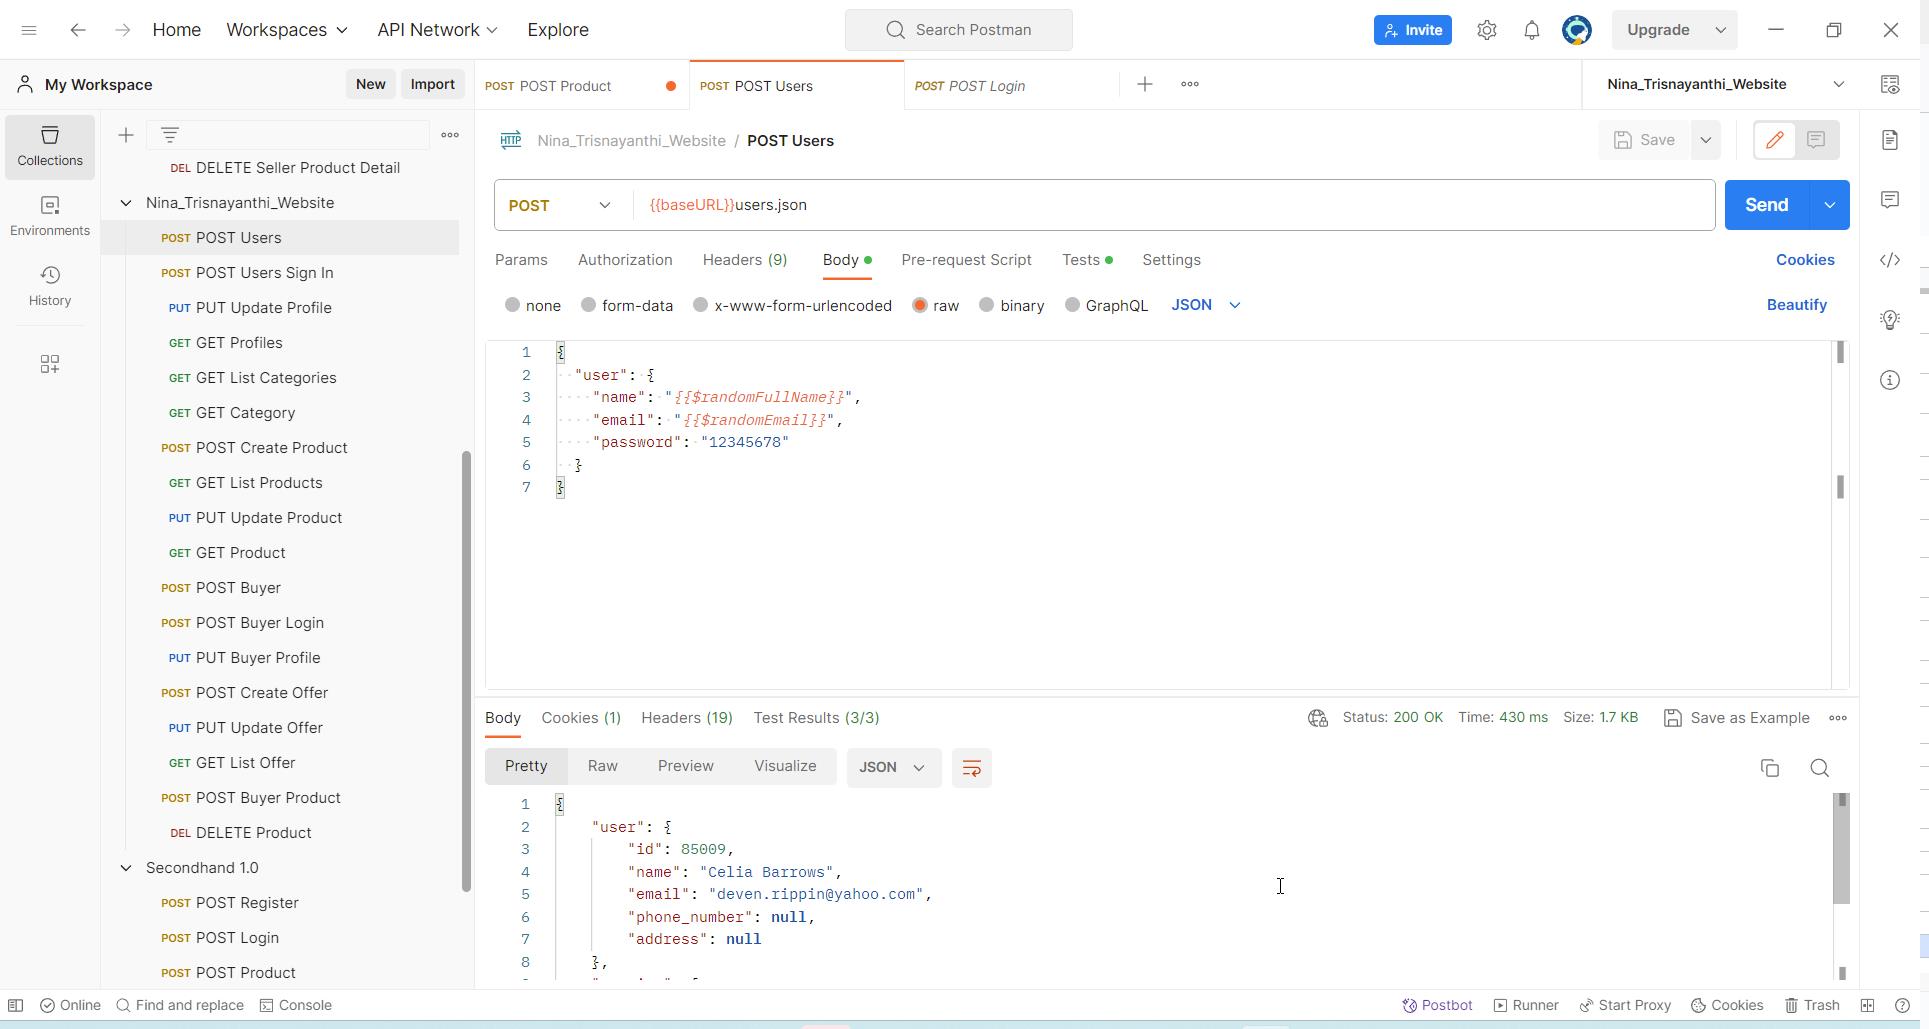 Home Workspaces API Network Explore Search Postman Invite Upgrade
My Workspace New Import POST POST Product POST POST Users POST POST Login Nina_Trisnayanthi_Website
Collections
Environments
History
DEL DELETE Seller Product Detail
Nina_Trisnayanthi_Website
POST POST Users
POST POST Users Sign In
PUT PUT Update Profile
GET GET Profiles
GET GET List Categories
GET GET Category
POST POST Create Product
GET GET List Products
PUT PUT Update Product
GET GET Product
POST POST Buyer
POST POST Buyer Login
PUT PUT Buyer Profile
POST POST Create Offer
PUT PUT Update Offer
GET GET List Offer
POST POST Buyer Product
DEL DELETE Product
Secondhand 1.0
POST POST Register
POST POST Login
POST POST Product
HTTP Nina_Trisnayanthi_Website / POST Users Save
POST {{baseURL}}users.json Send
Params Authorization Headers (9) Body Pre-request Script Tests Settings Cookies
none form-data x-www-form-urlencoded raw binary GraphQL JSON Beautify
1 {
2 "user": {
3 "name": "{{$randomFullName}}",
4 "email": "{{$randomEmail}}",
5 "password": "12345678"
6 }
7 }
Body Cookies (1) Headers (19) Test Results (3/3) Status: 200 OK Time: 430 ms Size: 1.7 KB Save as Example
Pretty Raw Preview Visualize JSON
1 {
2 "user": {
3 "id": 85009,
4 "name": "Celia Barrows",
5 "email": "deven.rippin@yahoo.com",
6 "phone_number": null,
7 "address": null
8 },
Online Find and replace Console Postbot Runner Start Proxy Cookies Trash